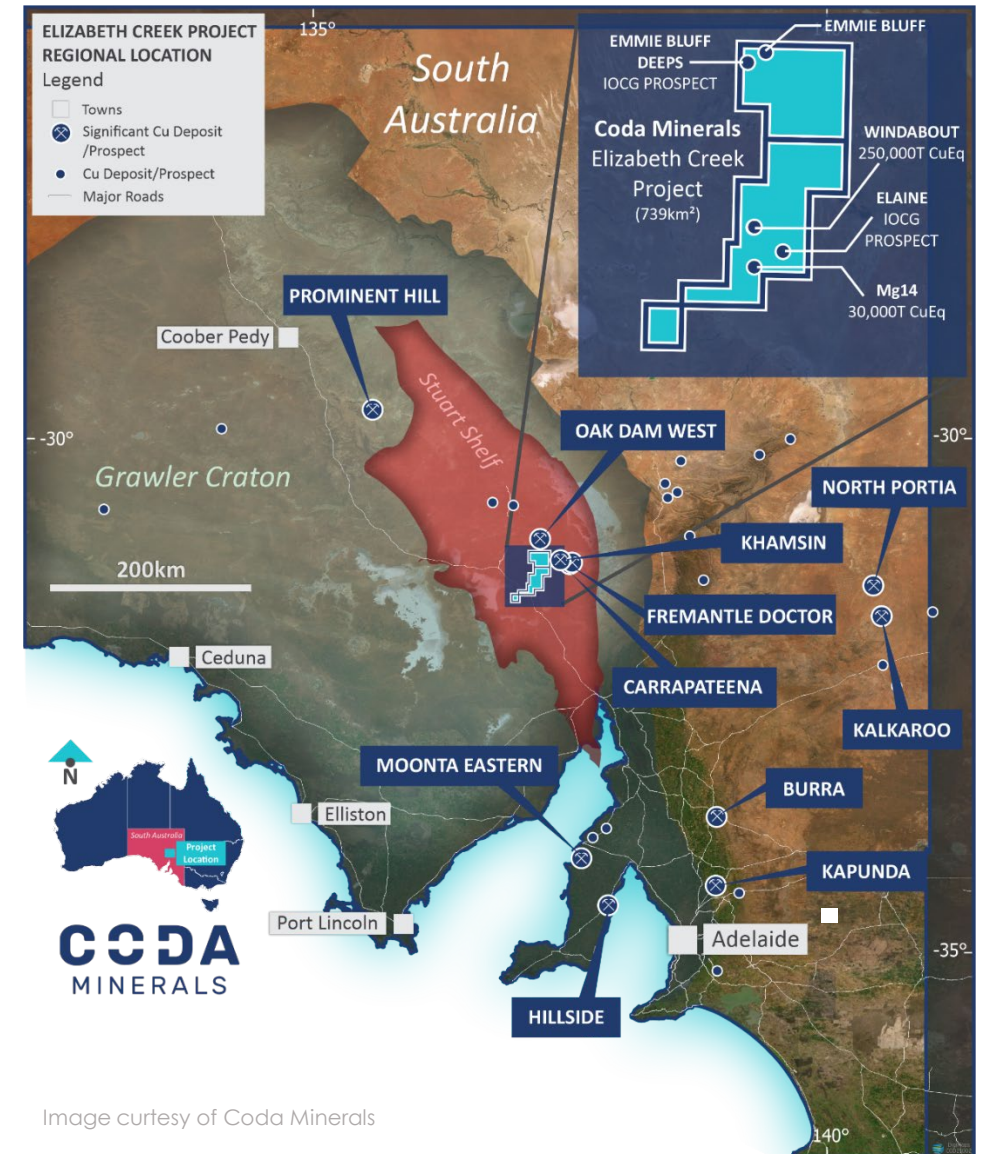 ELIZABETH CREEK PROJECT
REGIONAL LOCATION
Legend
Towns
Significant Cu Deposit
/Prospect
Cu Deposit/Prospect
Major Roads
135°
South
Australia
EMMIE BLUFF
EMMIE BLUFF
DEEPS
IOCG PROSPECT
Coda Minerals
Elizabeth Creek
Project
(739km²)
WINDABOUT
250,000T CuEq
ELAINE
IOCG
PROSPECT
Mg14
30,000T CuEq
PROMINENT HILL
Coober Pedy
Stuart Shelf
OAK DAM WEST
-30°
-30°
Grawler Craton
NORTH PORTIA
KHAMSIN
200km
FREMANTLE DOCTOR
Ceduna
CARRAPATEENA
KALKAROO
MOONTA EASTERN
N
BURRA
Elliston
South Australia
Project
Location
KAPUNDA
Port Lincoln
CODA
MINERALS
Adelaide
-35°
HILLSIDE
Image curtesy of Coda Minerals
140°